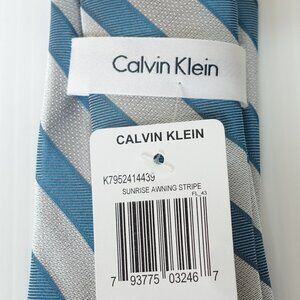 Calvin Klein
CALVIN KLEIN
K7952414439
SUNRISE AWNING STRIPE
FL_43
7 93775 03246 7